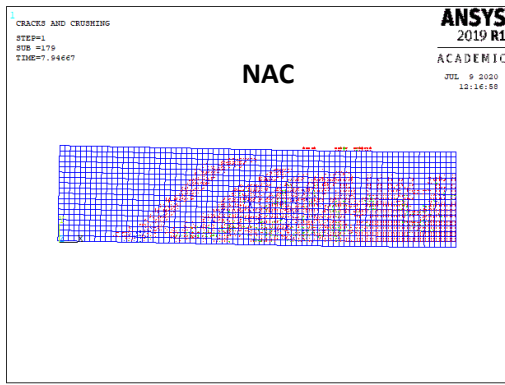 1
CRACKS AND CRUSHING
STEP=1
SUB =179
TIME=7.94667
ANSYS
2019 R1
ACADEMIC
JUL 9 2020
12:16:58
NAC